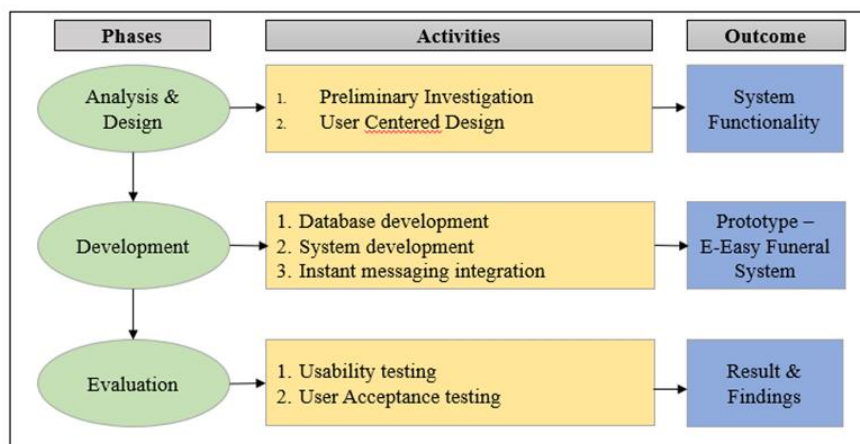 Phases
Activities
Outcome
Analysis &
Design
1. Preliminary Investigation
2. User Centered Design
System
Functionality
Development
1. Database development
2. System development
3. Instant messaging integration
Prototype –
E-Easy Funeral
System
Evaluation
1. Usability testing
2. User Acceptance testing
Result &
Findings